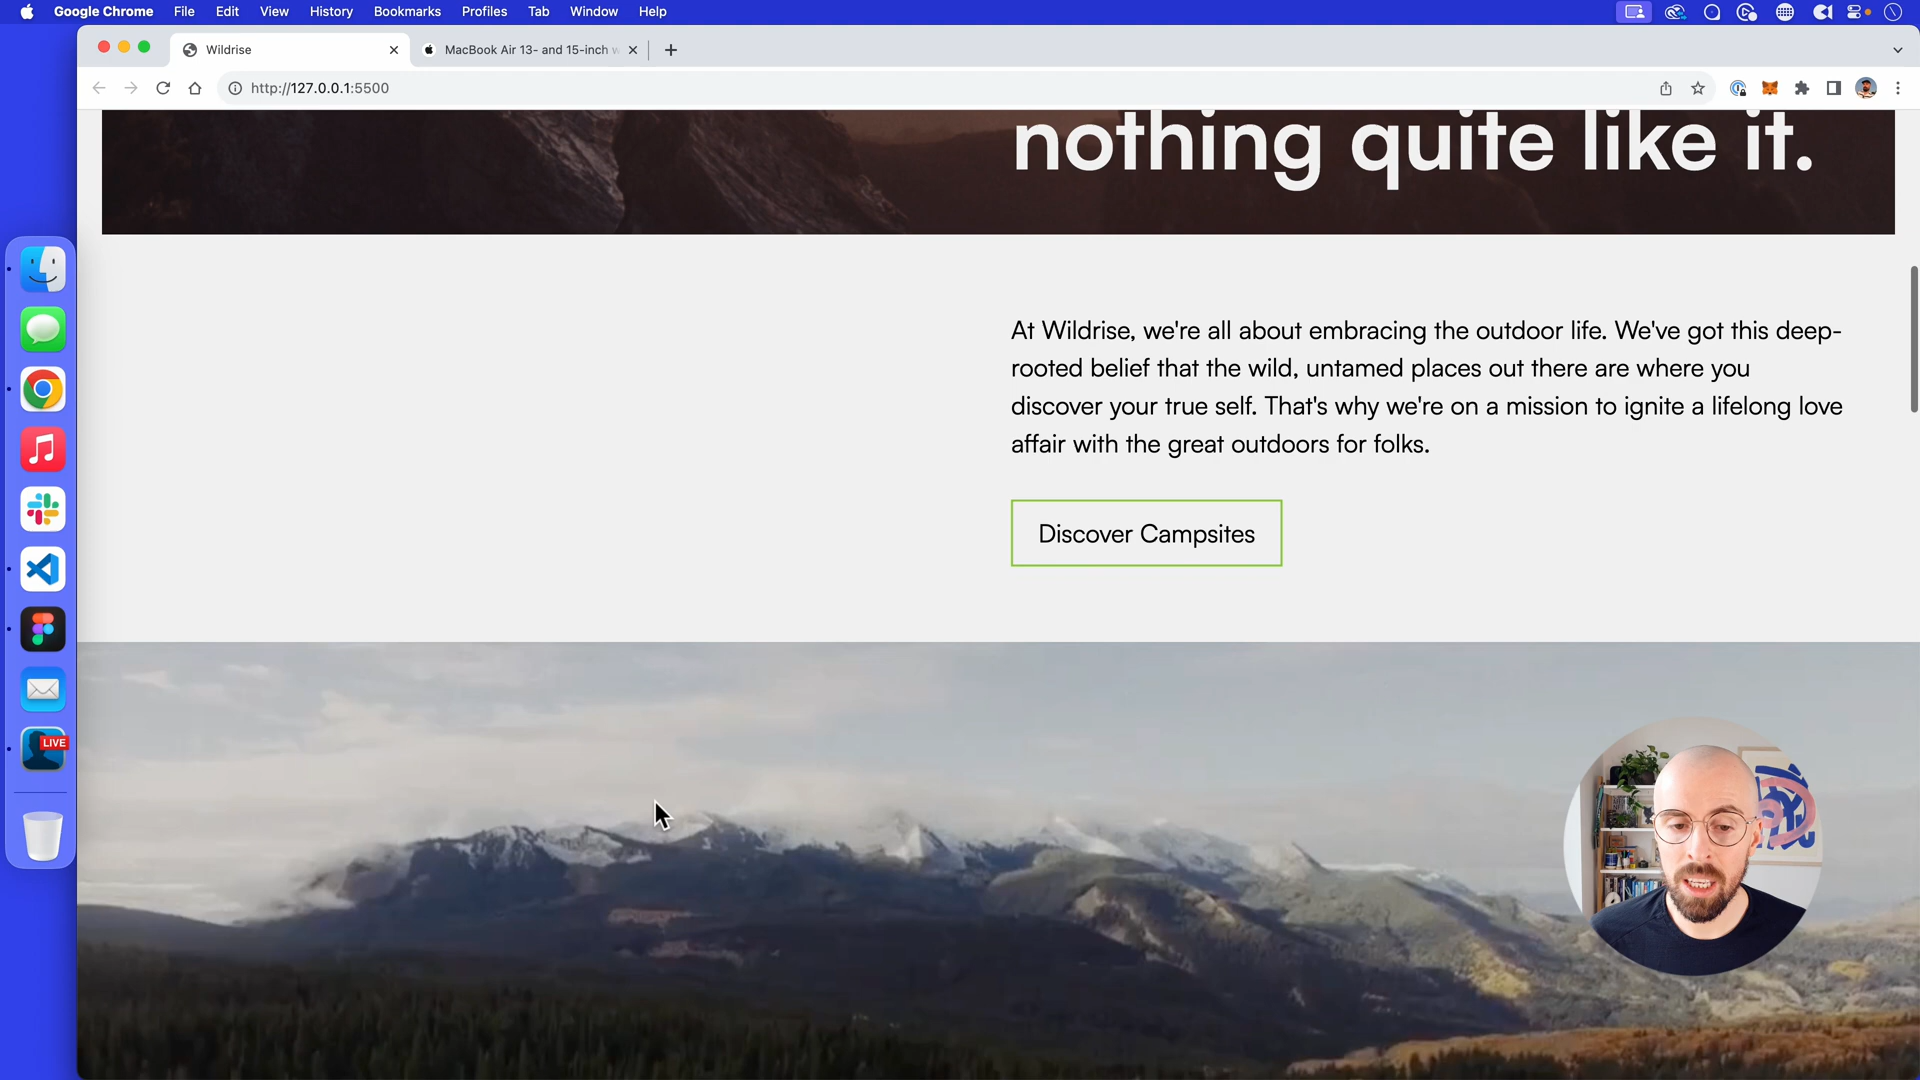 Google Chrome File Edit View History Bookmarks Profiles Tab Window Help
Wildrise
MacBook Air 13- and 15-inch w
http://127.0.0.1:5500
nothing quite like it.
At Wildrise, we're all about embracing the outdoor life. We've got this deep-
rooted belief that the wild, untamed places out there are where you
discover your true self. That's why we're on a mission to ignite a lifelong love
affair with the great outdoors for folks.
Discover Campsites
LIVE